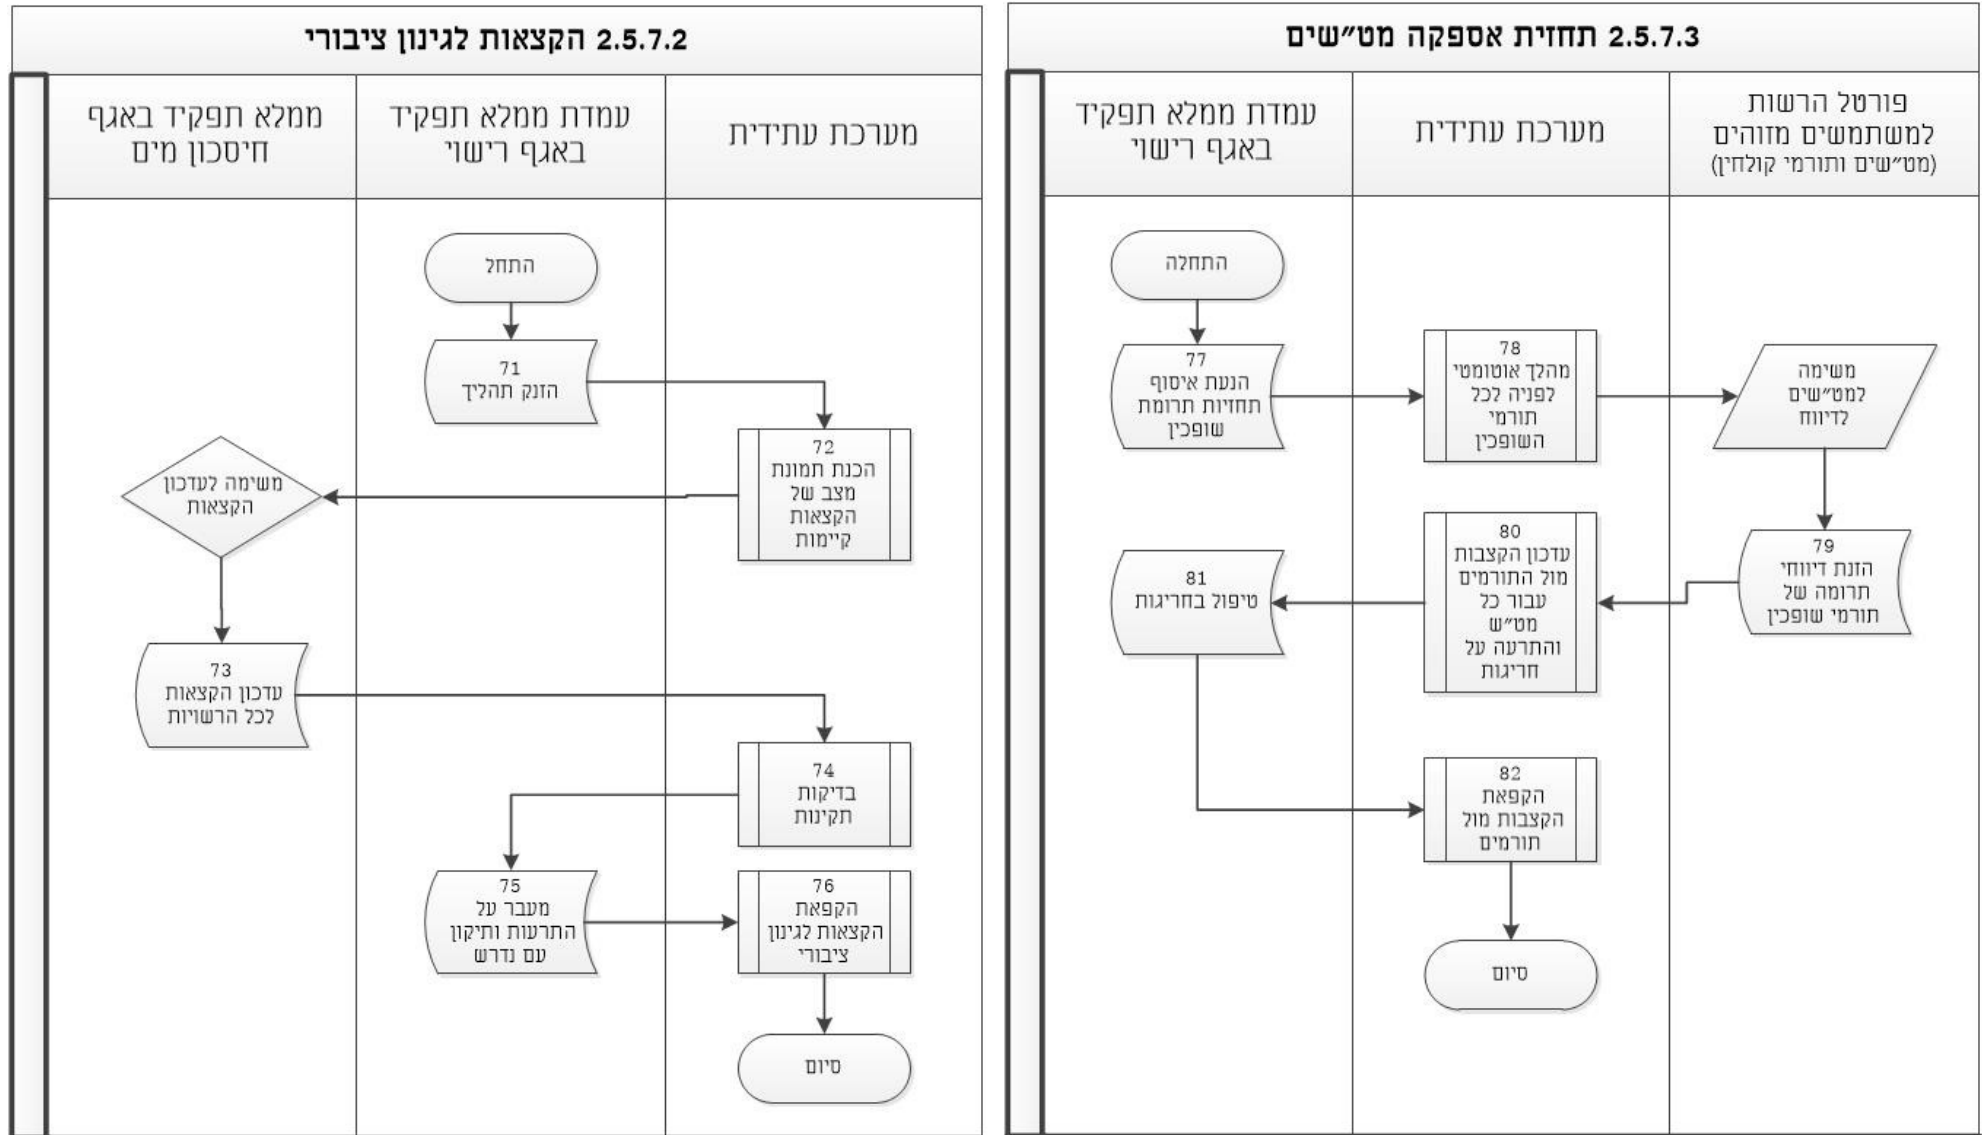 2.5.7.3 תחזית אספקה מט״שים
פורטל הרשות
למשתמשים מזוהים
(מט״שים ותורמי קולחין)
מערכת עתידית
עמדת ממלא תפקיד
באגף רישוי
התחלה
77
הנעת איסוף
תחזיות תרומת
שופכין
78
מהלך אוטומטי
לפניה לכל
תורמי
השופכין
משימה
למט״שים
לדיווח
79
הזנת דיווחי
תרומה של
תורמי שופכין
80
עדכון הקצבות
מול התורמים
עבור כל
מט״ש
והתרעה על
חריגות
81
טיפול בחריגות
82
הקפאת
הקצבות מול
תורמים
סיום
2.5.7.2 הקצאות לגינון ציבורי
מערכת עתידית
עמדת ממלא תפקיד
באגף רישוי
ממלא תפקיד באגף
חיסכון מים
התחל
71
הזנק תהליך
72
הכנת תמונת
מצב של
הקצאות
קיימות
משימה לעדכון
הקצאות
73
עדכון הקצאות
לכל הרשויות
74
בדיקות
תקינות
75
מעבר על
התרעות ותיקון
עם נדרש
76
הקפאת
הקצאות לגינון
ציבורי
סיום